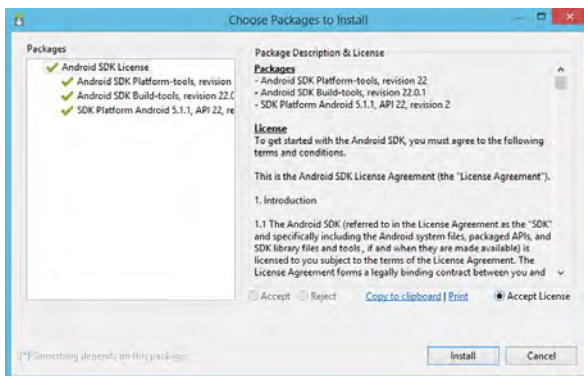 Choose Packages to Install
Packages
Android SDK License
Android SDK Platform-tools, revision
Android SDK Build-tools, revision 22.0
SDK Platform Android 5.1.1, API 22, re
Package Description & License
Packages
- Android SDK Platform-tools, revision 22
- Android SDK Build-tools, revision 22.0.1
- SDK Platform Android 5.1.1, API 22, revision 2
License
To get started with the Android SDK, you must agree to the following
terms and conditions.
This is the Android SDK License Agreement (the "License Agreement").
1. Introduction
1.1 The Android SDK (referred to in the License Agreement as the "SDK"
and specifically including the Android system files, packaged APIs, and
SDK library files and tools , if and when they are made available) is
licensed to you subject to the terms of the License Agreement. The
License Agreement forms a legally binding contract between you and
Accept Reject Copy to clipboard | Print Accept License
[*] Something depends on this package
Install Cancel